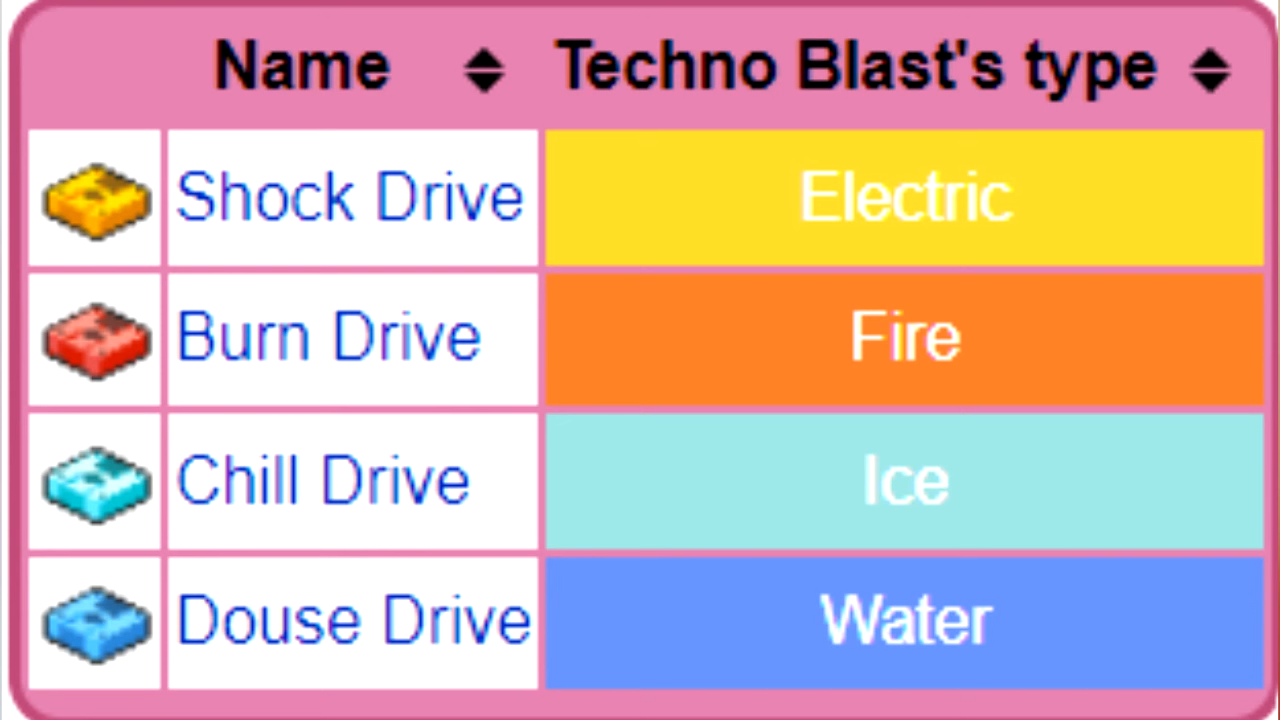 Name Techno Blast's type
Shock Drive Electric
Burn Drive Fire
Chill Drive Ice
Douse Drive Water